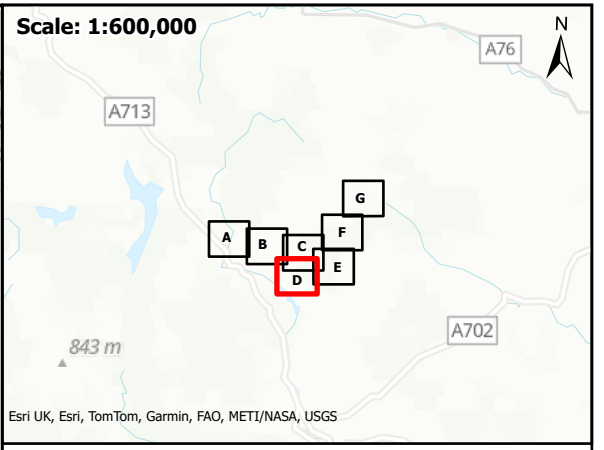 Scale: 1:600,000
N
A76
A713
G
F
A
B
C
E
D
A702
843 m
Esri UK, Esri, TomTom, Garmin, FAO, METI/NASA, USGS